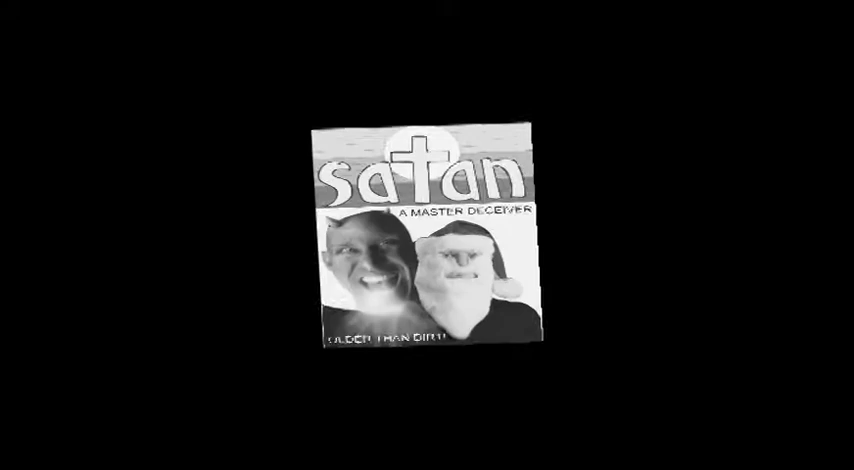 satan
A MASTER DECEIVER
OLDER THAN DIRT!